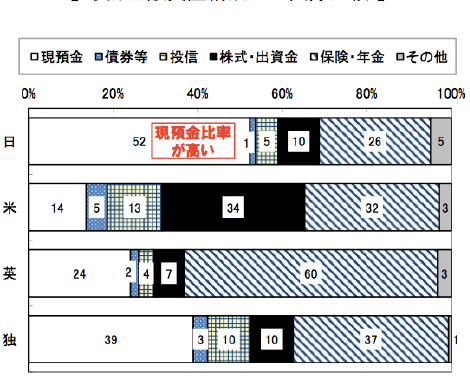 現預金 債券等 投信 株式・出資金 保険・年金 その他
0% 20% 40% 60% 80% 100%
日 52 現預金比率 1 5 10 26 5
が高い
米 14 5 13 34 32 3
英 24 2 4 7 60 3
独 39 3 10 10 37 1